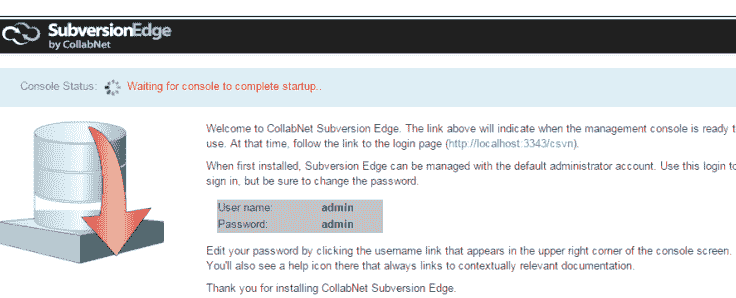 SubversionEdge
by CollabNet
Console Status: Waiting for console to complete startup..
Welcome to CollabNet Subversion Edge. The link above will indicate when the management console is ready t
use. At that time, follow the link to the login page (http://localhost:3343/csvn).
When first installed, Subversion Edge can be managed with the default administrator account. Use this login to
sign in, but be sure to change the password.
User name: admin
Password: admin
Edit your password by clicking the username link that appears in the upper right corner of the console screen.
You'll also see a help icon there that always links to contextually relevant documentation.
Thank you for installing CollabNet Subversion Edge.